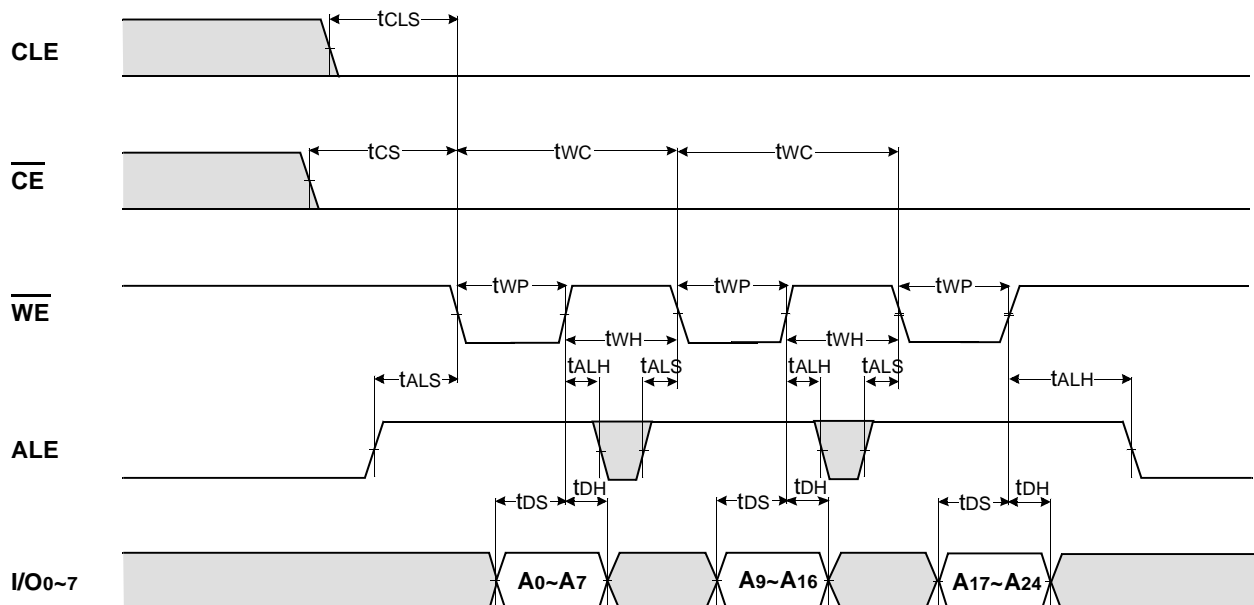 tCLS
CLE
tCS tWC tWC
CE
tWP tWP tWP
WE
tWH tWH
tALS tALH tALS tALH tALS tALH
ALE
tDS tDH tDS tDH tDS tDH
I/O0~7 A0~A7 A9~A16 A17~A24